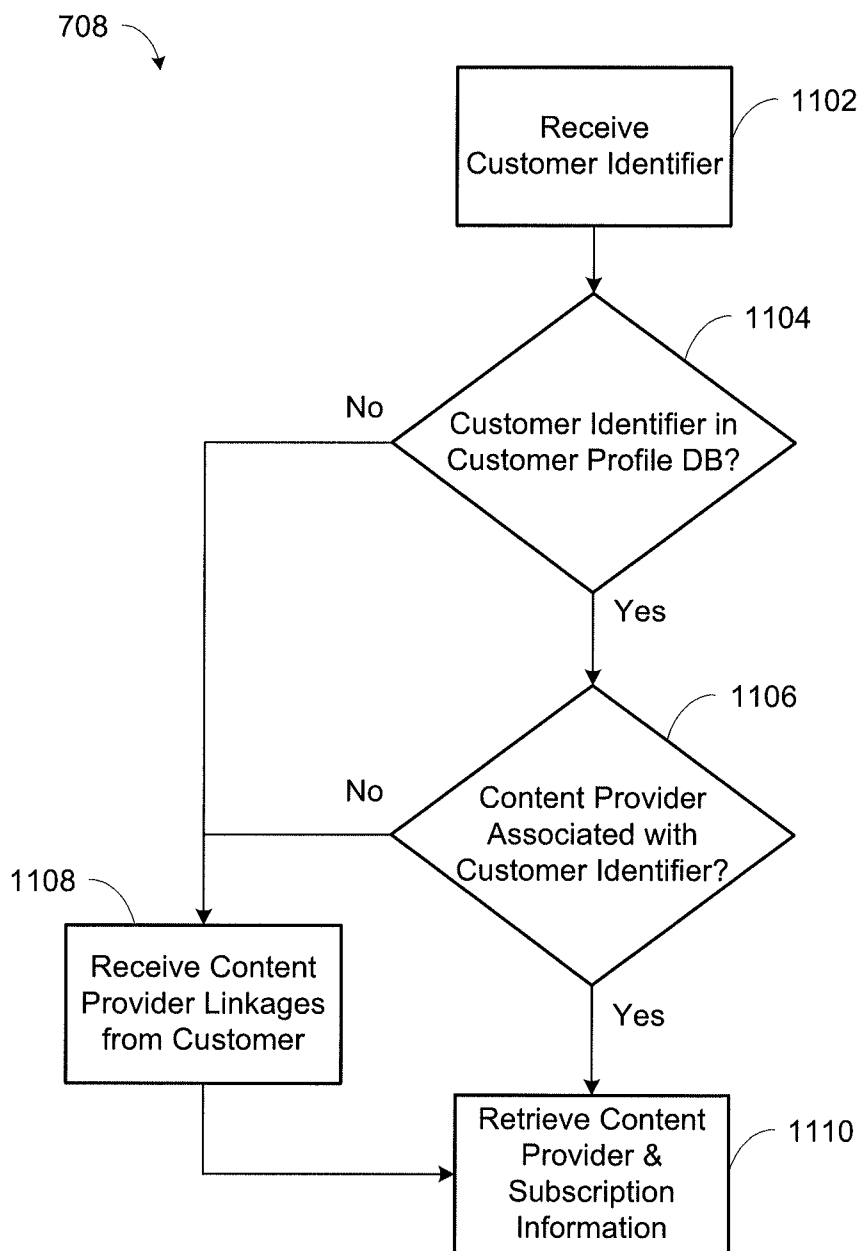 708
1102
Receive
Customer Identifier
1104
No
Customer Identifier in
Customer Profile DB?
Yes
1106
No
Content Provider
Associated with
Customer Identifier?
1108
Receive Content
Provider Linkages
from Customer
Yes
1110
Retrieve Content
Provider &
Subscription
Information